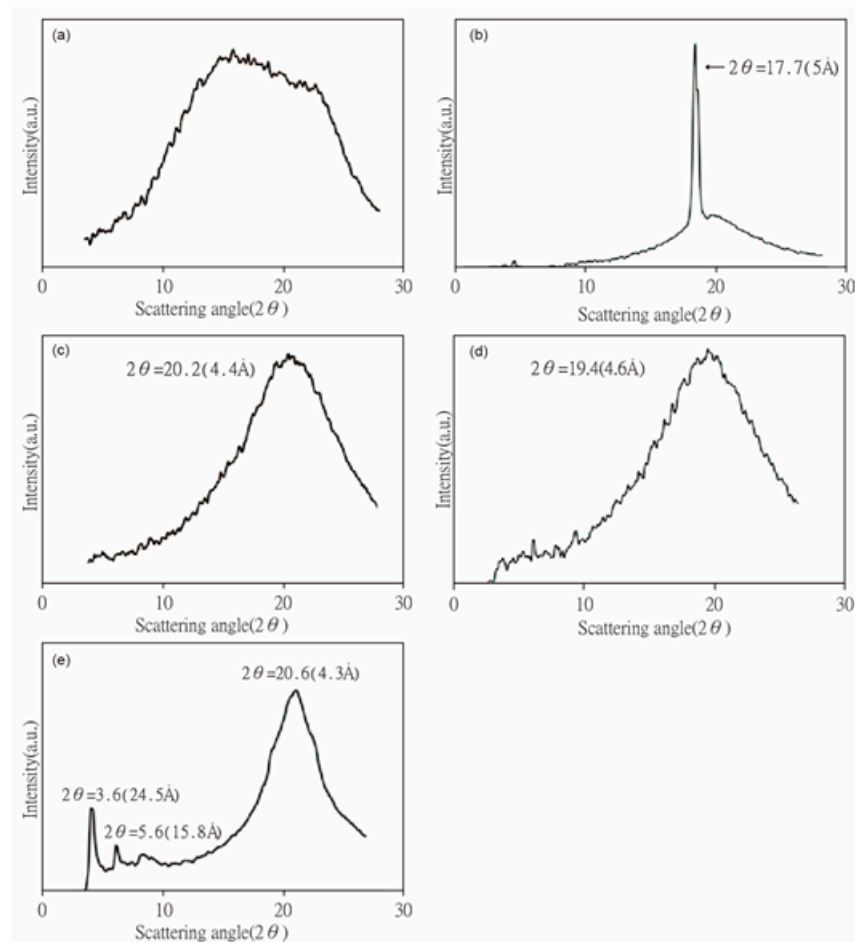 (a)
Intensity(a.u.)
0 10 20 30
Scattering angle(2θ)
(b)
←2θ=17.7(5Å)
Intensity(a.u.)
0 10 20 30
Scattering angle(2θ)
(c)
2θ=20.2(4.4Å)
Intensity(a.u.)
0 10 20 30
Scattering angle(2θ)
(d)
2θ=19.4(4.6Å)
Intensity(a.u.)
0 10 20 30
Scattering angle(2θ)
(e)
2θ=20.6(4.3Å)
2θ=3.6(24.5Å)
2θ=5.6(15.8Å)
Intensity(a.u.)
0 10 20 30
Scattering angle(2θ)